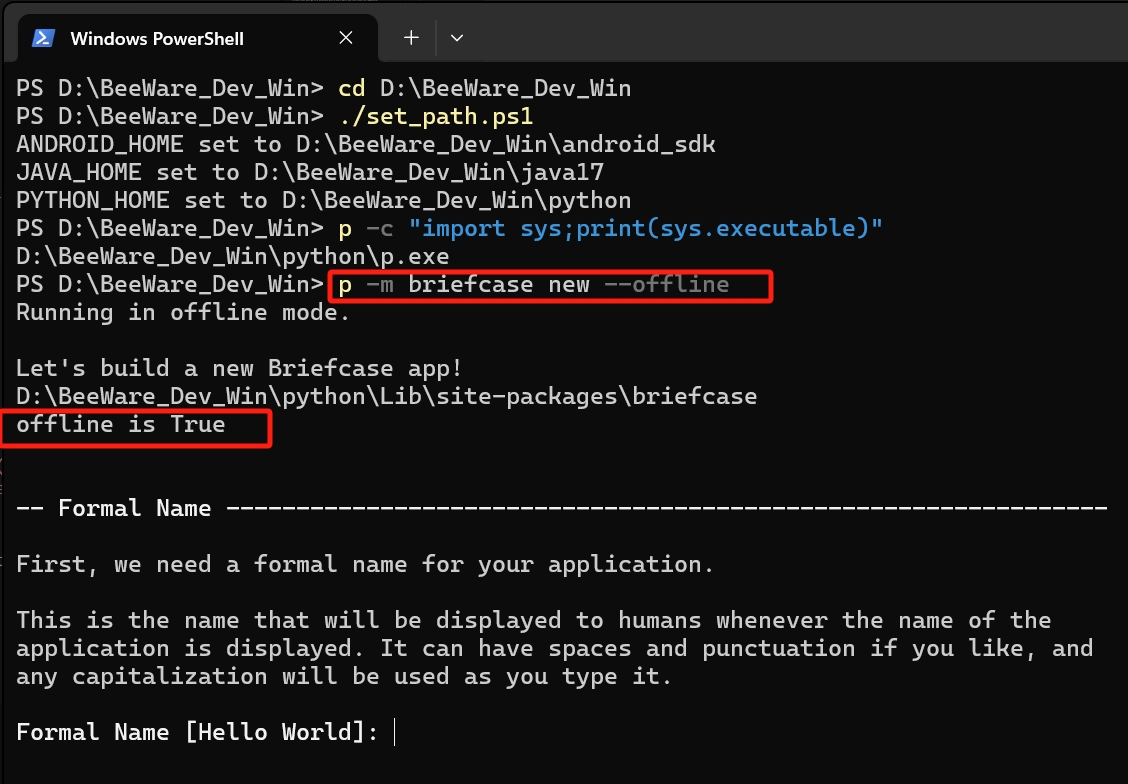 Windows PowerShell
PS D:\BeeWare_Dev_Win> cd D:\BeeWare_Dev_Win
PS D:\BeeWare_Dev_Win> ./set_path.ps1
ANDROID_HOME set to D:\BeeWare_Dev_Win\android_sdk
JAVA_HOME set to D:\BeeWare_Dev_Win\java17
PYTHON_HOME set to D:\BeeWare_Dev_Win\python
PS D:\BeeWare_Dev_Win> p -c "import sys;print(sys.executable)"
D:\BeeWare_Dev_Win\python\p.exe
PS D:\BeeWare_Dev_Win> p -m briefcase new --offline
Running in offline mode.
Let's build a new Briefcase app!
D:\BeeWare_Dev_Win\python\Lib\site-packages\briefcase
offline is True
-- Formal Name ---------------------------------------------------------------
First, we need a formal name for your application.
This is the name that will be displayed to humans whenever the name of the
application is displayed. It can have spaces and punctuation if you like, and
any capitalization will be used as you type it.
Formal Name [Hello World]: